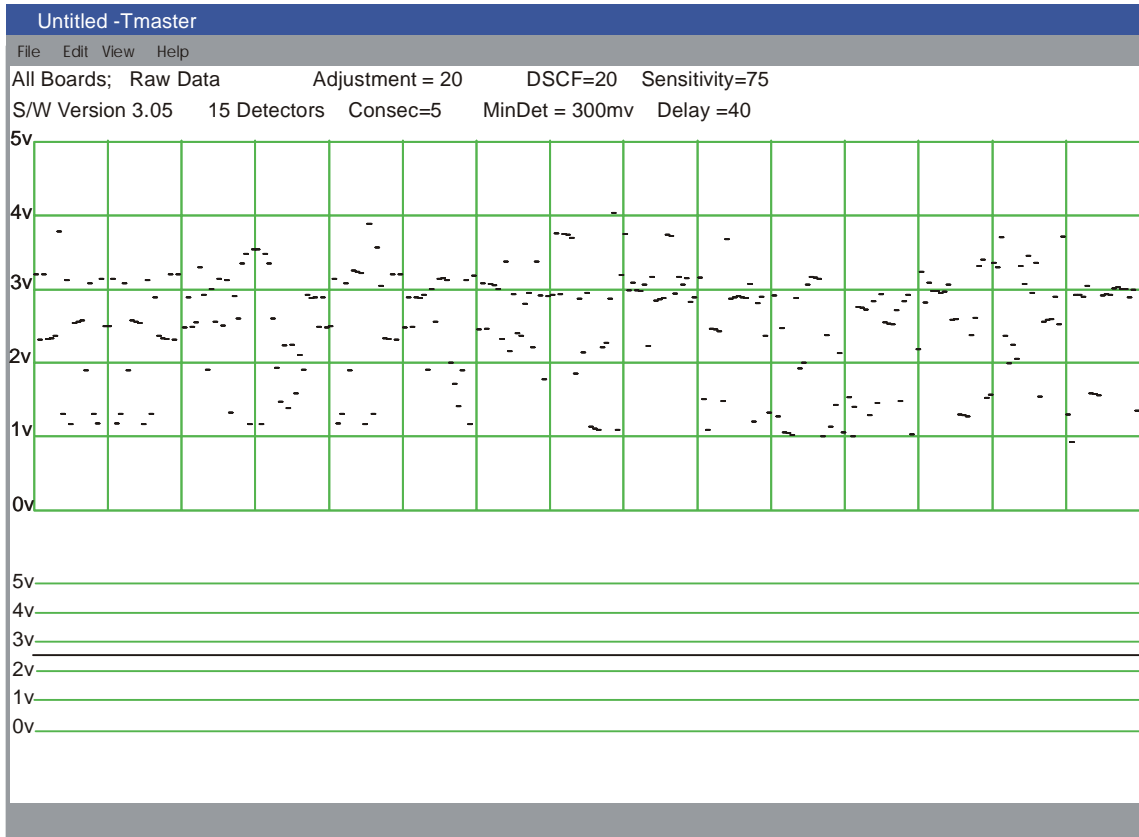 Untitled -Tmaster
File Edit View Help
All Boards; Raw Data Adjustment = 20 DSCF=20 Sensitivity=75
S/W Version 3.05 15 Detectors Consec=5 MinDet = 300mv Delay =40
5v
4v
3v
2v
1v
0v
5v
4v
3v
2v
1v
0v